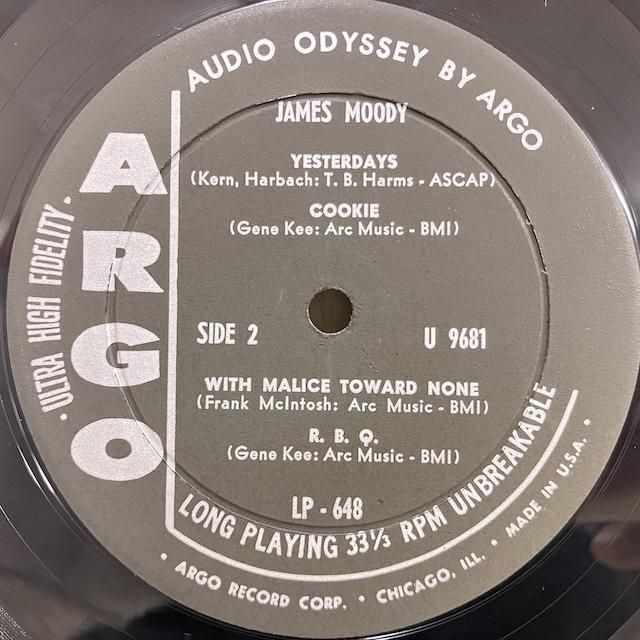 AUDIO ODYSSEY BY ARGO
ARGO
· ULTRA HIGH FIDELITY ·
JAMES MOODY
YESTERDAYS
(Kern, Harbach: T. B. Harms - ASCAP)
COOKIE
(Gene Kee: Arc Music - BMI)
SIDE 2 U 9681
WITH MALICE TOWARD NONE
(Frank McIntosh: Arc Music - BMI)
R. B. Q.
(Gene Kee: Arc Music - BMI)
LP - 648
LONG PLAYING 33⅓ RPM UNBREAKABLE
· ARGO RECORD CORP. · CHICAGO, ILL. · MADE IN U.S.A. ·